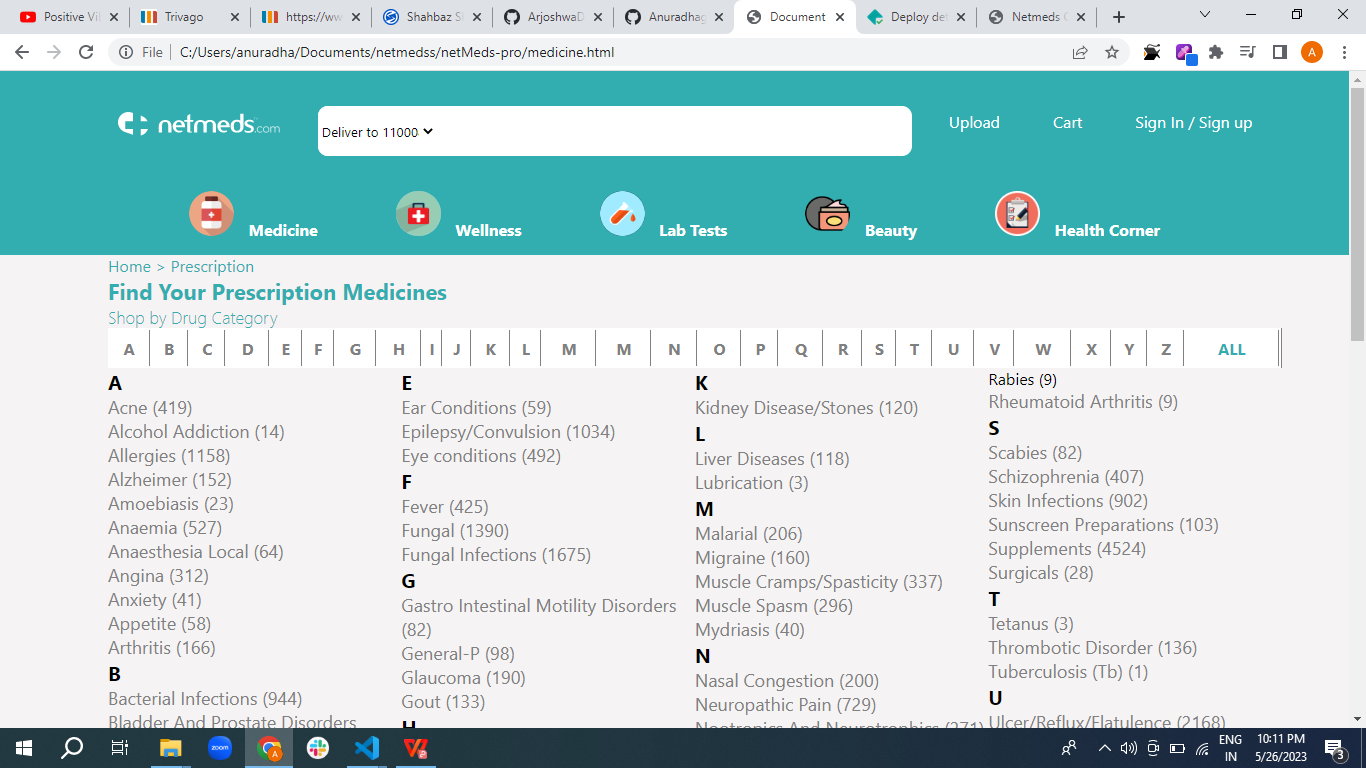 Positive Vil
Trivago
https://ww
Shahbaz S
ArjoshwaD
Anuradhag
Document
Deploy det
Netmeds C
File
C:/Users/anuradha/Documents/netmedss/netMeds-pro/medicine.html
A
netmeds.com
Deliver to 11000
Upload
Cart
Sign In / Sign up
Medicine
Wellness
Lab Tests
Beauty
Health Corner
Home > Prescription
Find Your Prescription Medicines
Shop by Drug Category
A B C D E F G H I J K L M M N O P Q R S T U V W X Y Z ALL
A
Acne (419)
Alcohol Addiction (14)
Allergies (1158)
Alzheimer (152)
Amoebiasis (23)
Anaemia (527)
Anaesthesia Local (64)
Angina (312)
Anxiety (41)
Appetite (58)
Arthritis (166)
B
Bacterial Infections (944)
Bladder And Prostate Disorders
E
Ear Conditions (59)
Epilepsy/Convulsion (1034)
Eye conditions (492)
F
Fever (425)
Fungal (1390)
Fungal Infections (1675)
G
Gastro Intestinal Motility Disorders
(82)
General-P (98)
Glaucoma (190)
Gout (133)
H
K
Kidney Disease/Stones (120)
L
Liver Diseases (118)
Lubrication (3)
M
Malarial (206)
Migraine (160)
Muscle Cramps/Spasticity (337)
Muscle Spasm (296)
Mydriasis (40)
N
Nasal Congestion (200)
Neuropathic Pain (729)
Nootropics And Neurotrophics (371)
Rabies (9)
Rheumatoid Arthritis (9)
S
Scabies (82)
Schizophrenia (407)
Skin Infections (902)
Sunscreen Preparations (103)
Supplements (4524)
Surgicals (28)
T
Tetanus (3)
Thrombotic Disorder (136)
Tuberculosis (Tb) (1)
U
Ulcer/Reflux/Flatulence (2168)
zoom
A
ENG
IN
10:11 PM
5/26/2023
3